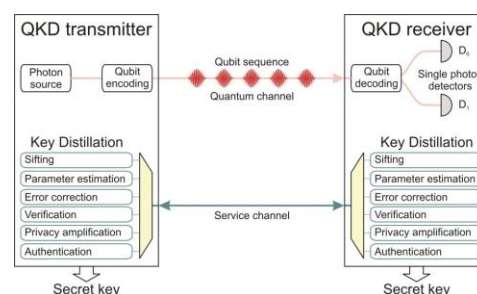 QKD transmitter
QKD receiver
Photon source
Qubit encoding
Qubit sequence
Quantum channel
Qubit decoding
D₀
Single photon detectors
D₁
Key Distillation
Sifting
Parameter estimation
Error correction
Verification
Privacy amplification
Authentication
Service channel
Key Distillation
Sifting
Parameter estimation
Error correction
Verification
Privacy amplification
Authentication
Secret key
Secret key